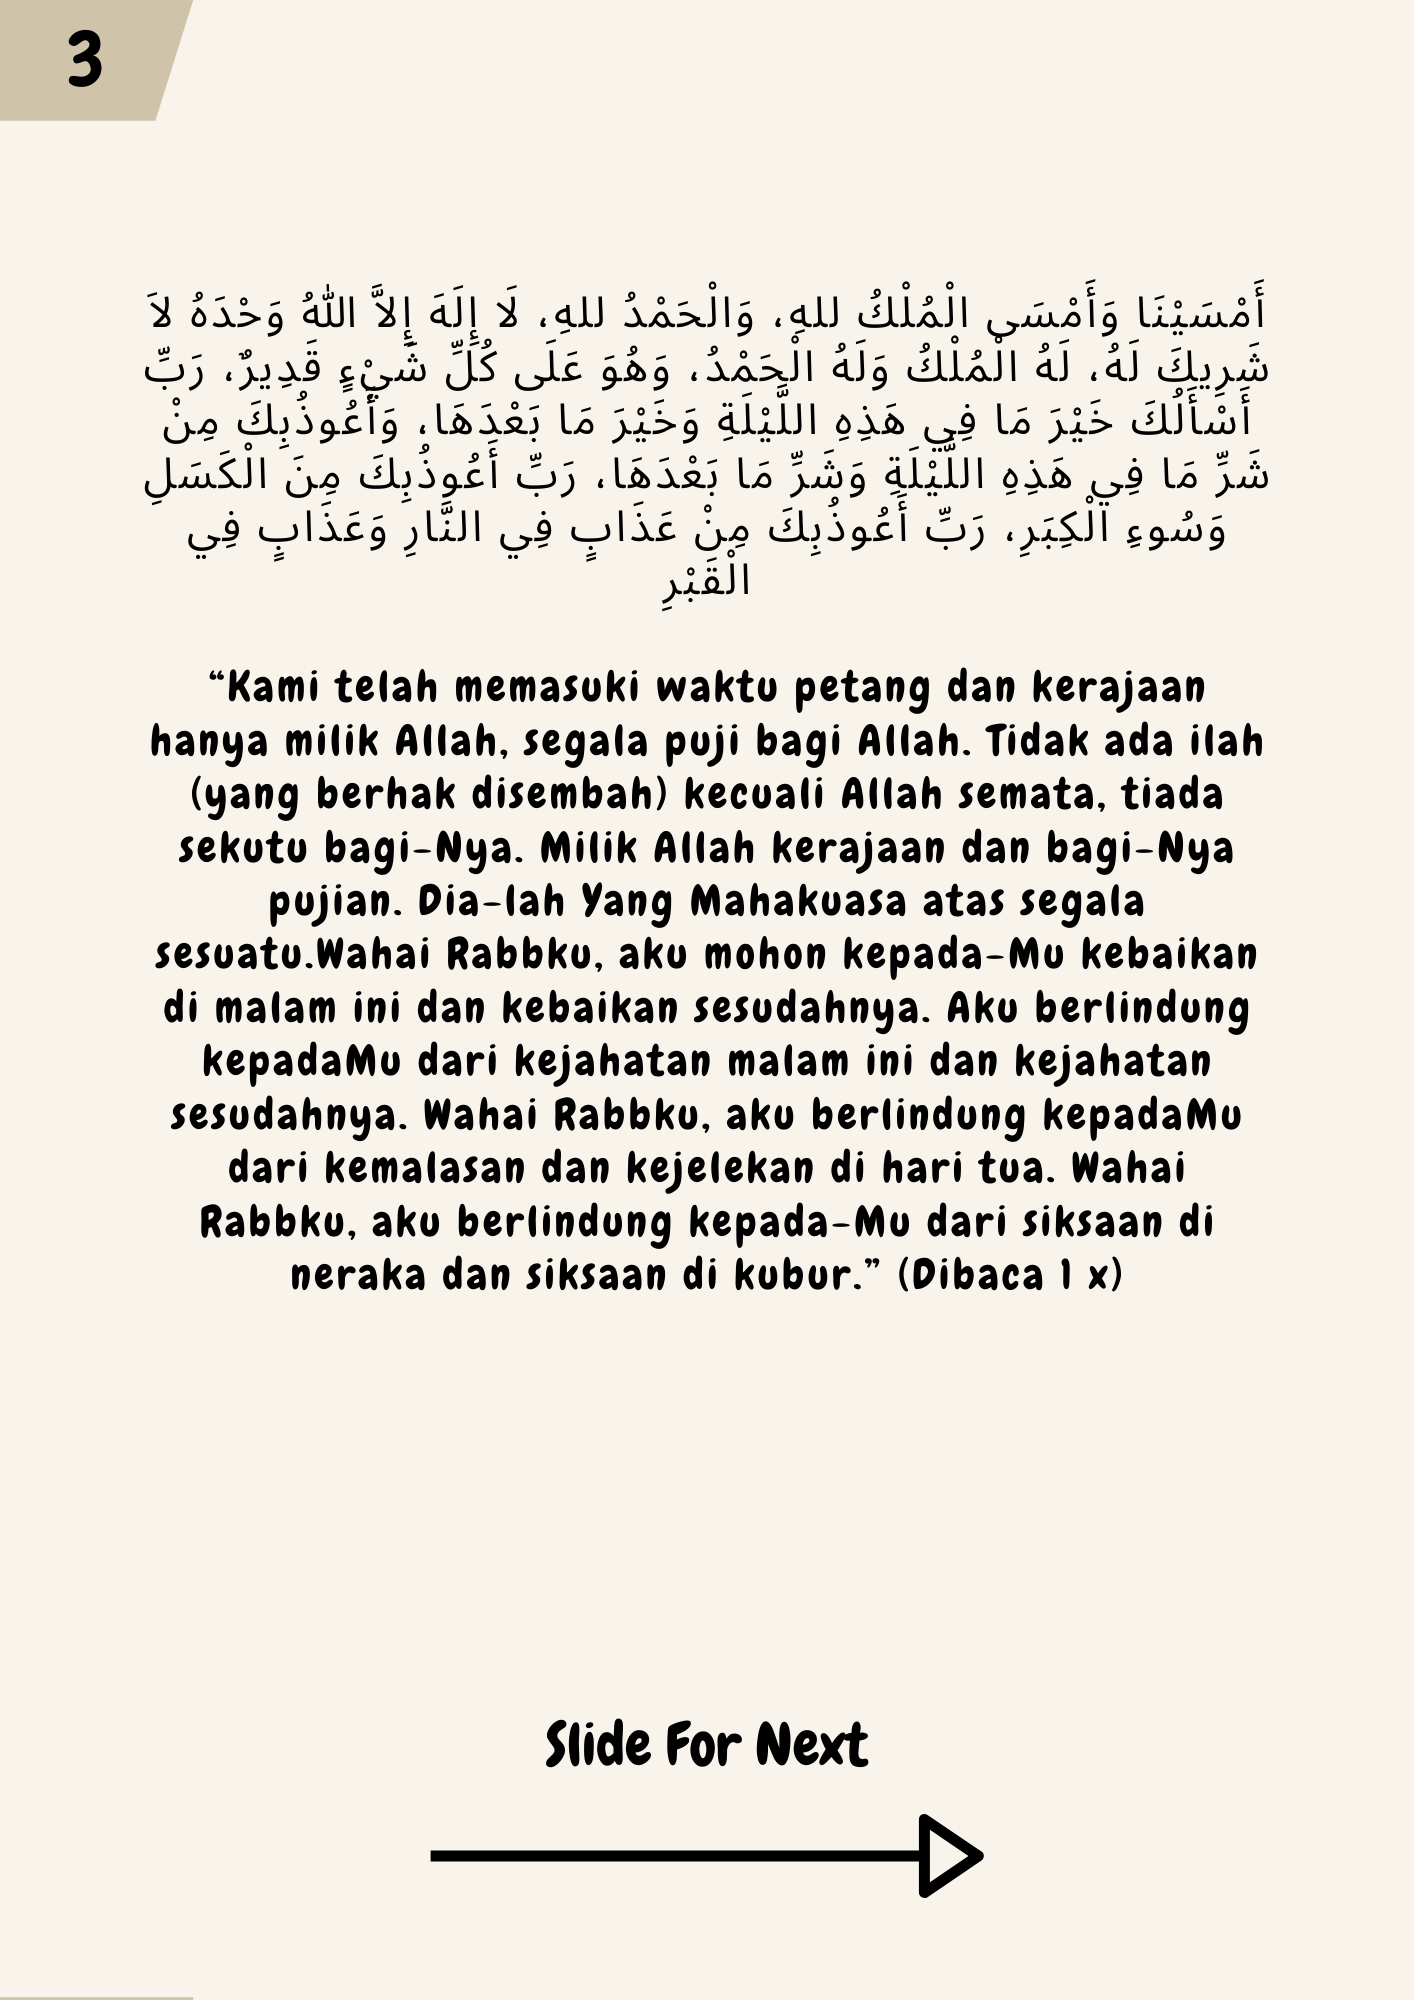 3
أَمْسَيْنَا وَأَمْسَى الْمُلْكُ للهِ، وَالْحَمْدُ للهِ، لَا إِلَهَ إِلاَّ اللهُ وَحْدَهُ لاَ
شَرِيكَ لَهُ، لَهُ الْمُلْكُ وَلَهُ الْحَمْدُ، وَهُوَ عَلَى كُلِّ شَيْءٍ قَدِيرٌ، رَبِّ
أَسْأَلُكَ خَيْرَ مَا فِي هَذِهِ اللَّيْلَةِ وَخَيْرَ مَا بَعْدَهَا، وَأَعُوذُبِكَ مِنْ
شَرِّ مَا فِي هَذِهِ اللَّيْلَةِ وَشَرِّ مَا بَعْدَهَا، رَبِّ أَعُوذُبِكَ مِنَ الْكَسَلِ
وَسُوءِ الْكِبَرِ، رَبِّ أَعُوذُبِكَ مِنْ عَذَابٍ فِي النَّارِ وَعَذَابٍ فِي
الْقَبْرِ
“Kami telah memasuki waktu petang dan kerajaan
hanya milik Allah, segala puji bagi Allah. Tidak ada ilah
(yang berhak disembah) kecuali Allah semata, tiada
sekutu bagi-Nya. Milik Allah kerajaan dan bagi-Nya
pujian. Dia-lah Yang Mahakuasa atas segala
sesuatu.Wahai Rabbku, aku mohon kepada-Mu kebaikan
di malam ini dan kebaikan sesudahnya. Aku berlindung
kepadaMu dari kejahatan malam ini dan kejahatan
sesudahnya. Wahai Rabbku, aku berlindung kepadaMu
dari kemalasan dan kejelekan di hari tua. Wahai
Rabbku, aku berlindung kepada-Mu dari siksaan di
neraka dan siksaan di kubur.” (Dibaca 1 x)
Slide For Next